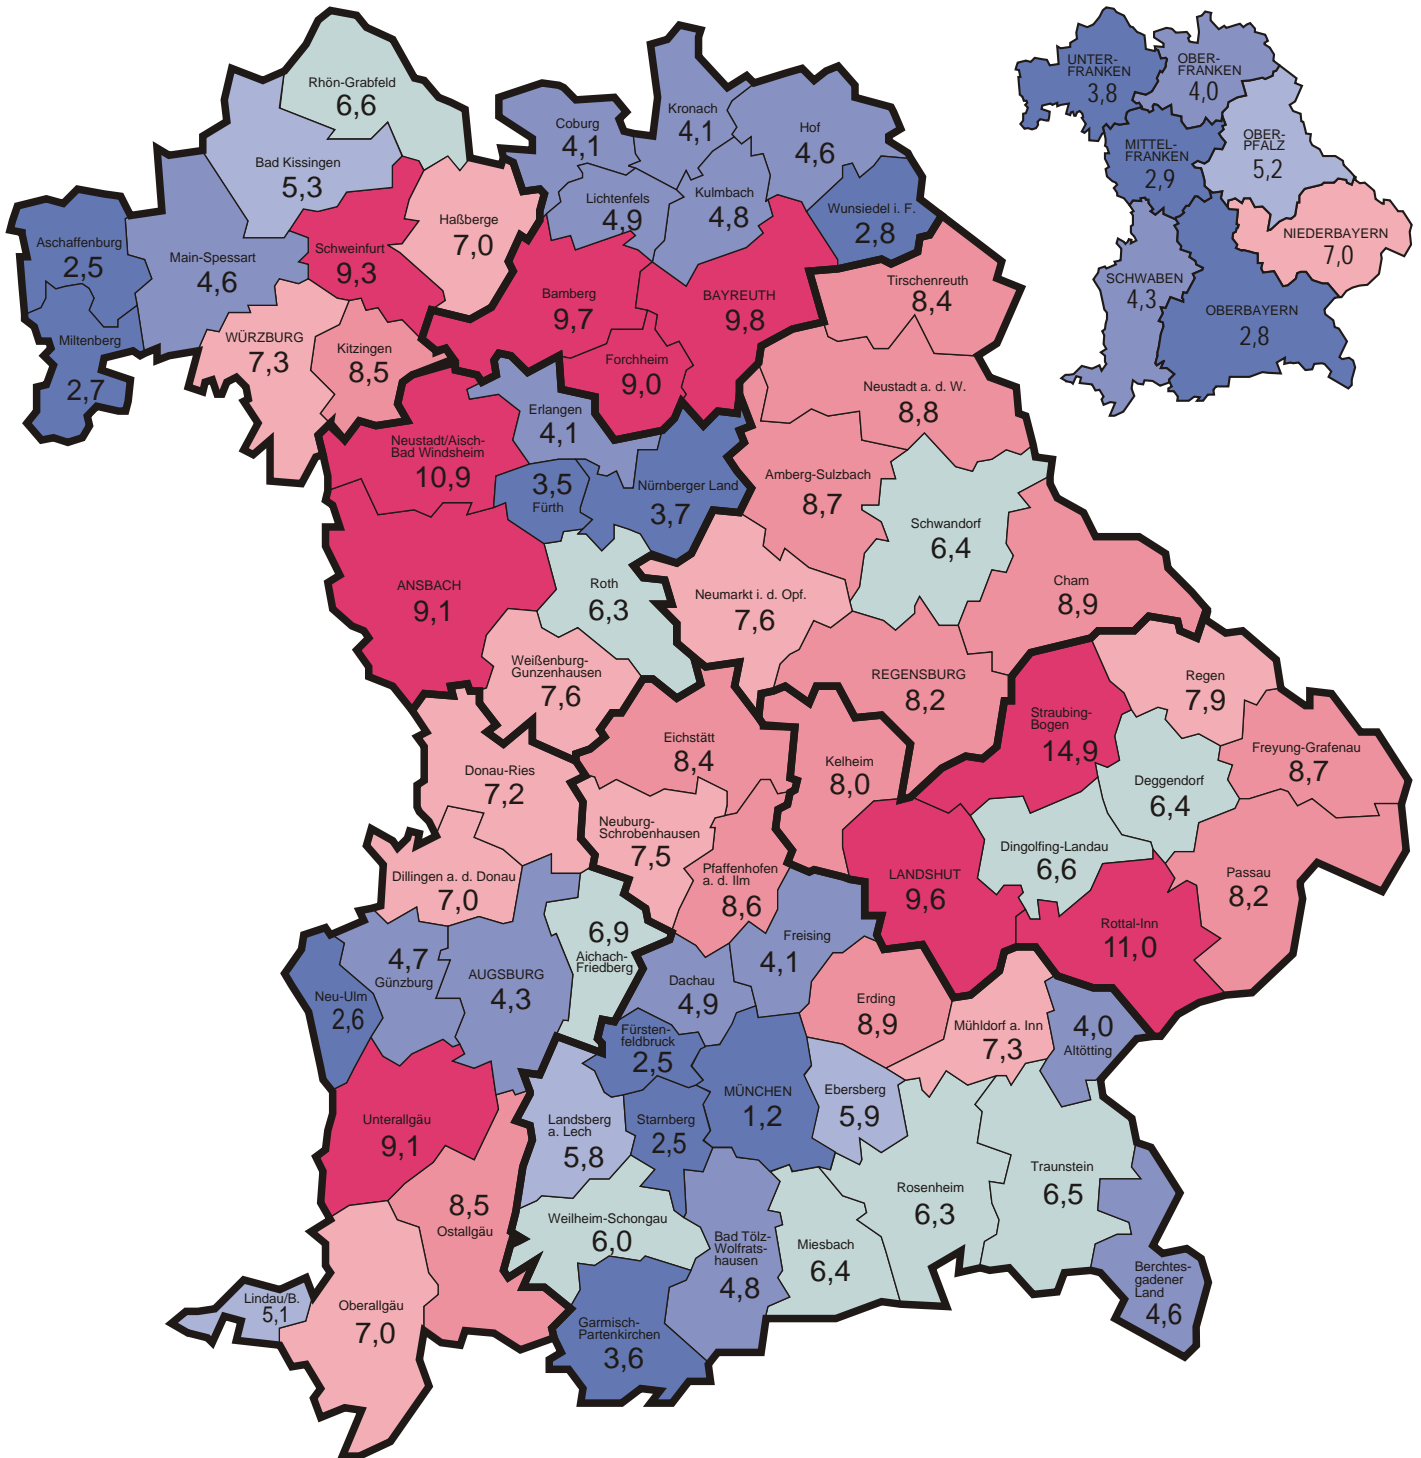 Rhön-Grabfeld
6,6
Bad Kissingen
5,3
Aschaffenburg
2,5
Main-Spessart
4,6
Miltenberg
2,7
Schweinfurt
9,3
Haßberge
7,0
WÜRZBURG
7,3
Kitzingen
8,5
Coburg
4,1
Kronach
4,1
Hof
4,6
Lichtenfels
4,9
Kulmbach
4,8
Wunsiedel i. F.
2,8
Bamberg
9,7
BAYREUTH
9,8
Forchheim
9,0
Tirschenreuth
8,4
Neustadt a. d. W.
8,8
Amberg-Sulzbach
8,7
Schwandorf
6,4
Cham
8,9
Neumarkt i. d. Opf.
7,6
REGENSBURG
8,2
Neustadt/Aisch-
Bad Windsheim
10,9
Erlangen
4,1
3,5
Fürth
Nürnberger Land
3,7
ANSBACH
9,1
Roth
6,3
Weißenburg-
Gunzenhausen
7,6
Regen
7,9
Straubing-
Bogen
14,9
Deggendorf
6,4
Freyung-Grafenau
8,7
Kelheim
8,0
Dingolfing-Landau
6,6
Passau
8,2
LANDSHUT
9,6
Rottal-Inn
11,0
Eichstätt
8,4
Neuburg-
Schrobenhausen
7,5
Pfaffenhofen
a. d. Ilm
8,6
Donau-Ries
7,2
Dillingen a. d. Donau
7,0
Neu-Ulm
2,6
4,7
Günzburg
AUGSBURG
4,3
6,9
Aichach-
Friedberg
Unterallgäu
9,1
8,5
Ostallgäu
Lindau/B.
5,1
Oberallgäu
7,0
Freising
4,1
Dachau
4,9
Erding
8,9
Mühldorf a. Inn
7,3
4,0
Altötting
Fürsten-
feldbruck
2,5
MÜNCHEN
1,2
Ebersberg
5,9
Landsberg
a. Lech
5,8
Starnberg
2,5
Weilheim-Schongau
6,0
Bad Tölz-
Wolfrats-
hausen
4,8
Miesbach
6,4
Rosenheim
6,3
Traunstein
6,5
Berchtes-
gadener
Land
4,6
Garmisch-
Partenkirchen
3,6
UNTER-
FRANKEN
3,8
OBER-
FRANKEN
4,0
MITTEL-
FRANKEN
2,9
OBER-
PFALZ
5,2
NIEDERBAYERN
7,0
SCHWABEN
4,3
OBERBAYERN
2,8